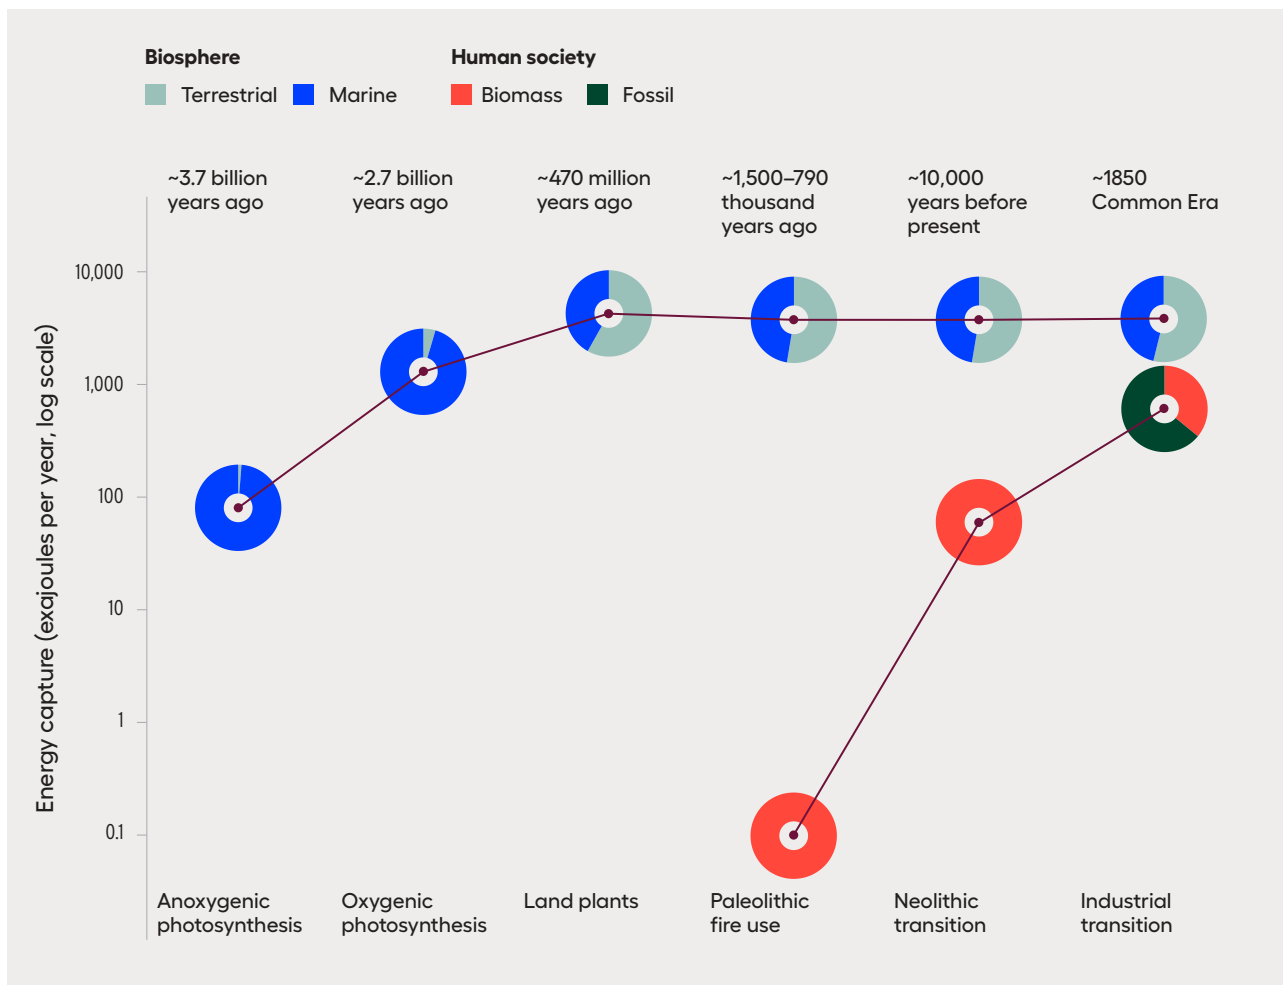 Biosphere
Human society
Terrestrial
Marine
Biomass
Fossil
~3.7 billion
years ago
~2.7 billion
years ago
~470 million
years ago
~1,500–790
thousand
years ago
~10,000
years before
present
~1850
Common Era
Energy capture (exajoules per year, log scale)
10,000
1,000
100
10
1
0.1
Anoxygenic
photosynthesis
Oxygenic
photosynthesis
Land plants
Paleolithic
fire use
Neolithic
transition
Industrial
transition